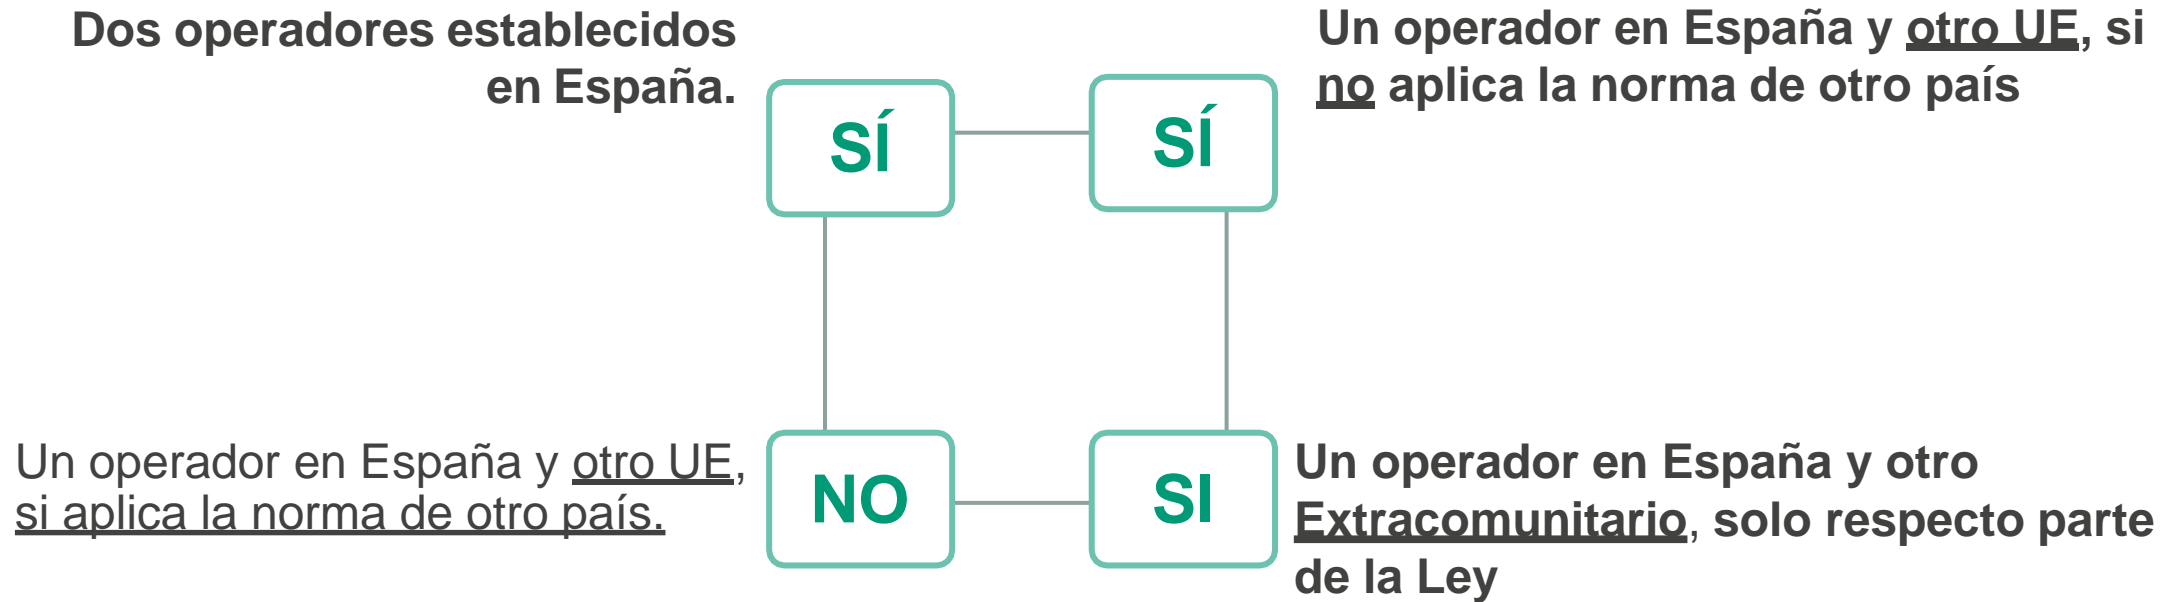 Dos operadores establecidos
en España.
SÍ
SÍ
Un operador en España y otro UE, si
no aplica la norma de otro país
Un operador en España y otro UE,
si aplica la norma de otro país.
NO
SI
Un operador en España y otro
Extracomunitario, solo respecto parte
de la Ley